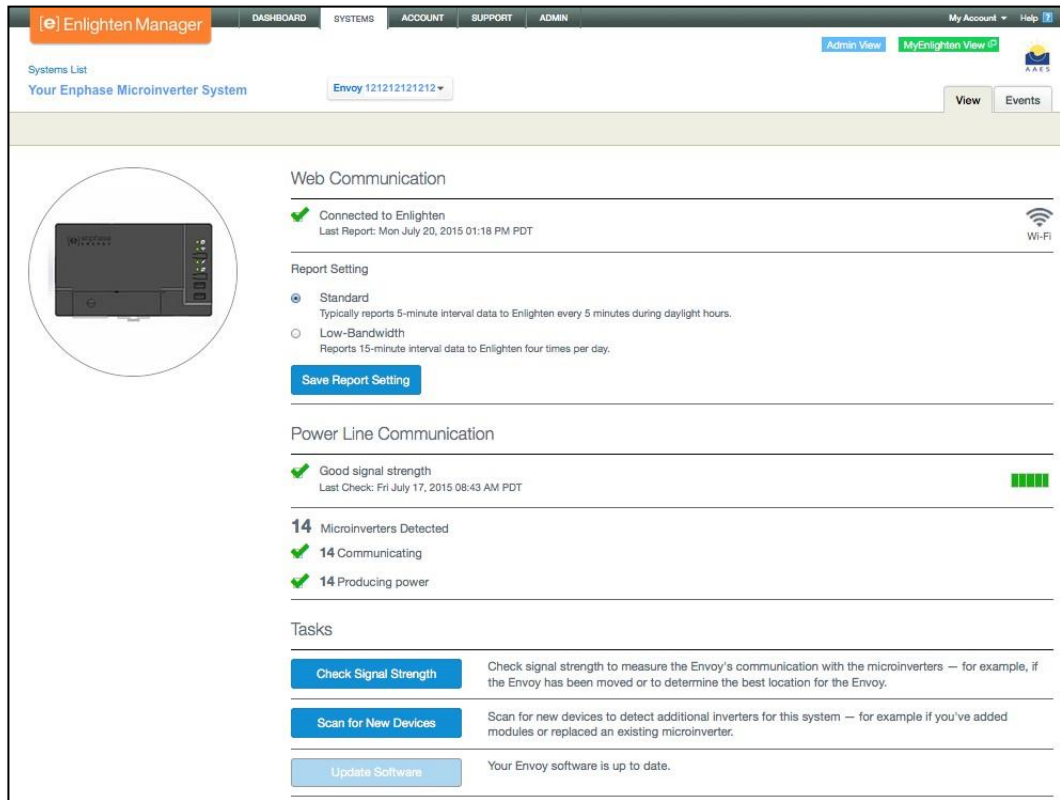 [e] Enlighten Manager
DASHBOARD SYSTEMS ACCOUNT SUPPORT ADMIN
My Account Help ?
Admin View MyEnlighten View
AAES
Systems List
Your Enphase Microinverter System
Envoy 121212121212
View Events
[e] enphase
Web Communication
Connected to Enlighten
Last Report: Mon July 20, 2015 01:18 PM PDT
Wi-Fi
Report Setting
Standard
Typically reports 5-minute interval data to Enlighten every 5 minutes during daylight hours.
Low-Bandwidth
Reports 15-minute interval data to Enlighten four times per day.
Save Report Setting
Power Line Communication
Good signal strength
Last Check: Fri July 17, 2015 08:43 AM PDT
14 Microinverters Detected
14 Communicating
14 Producing power
Tasks
Check Signal Strength
Check signal strength to measure the Envoy's communication with the microinverters — for example, if
the Envoy has been moved or to determine the best location for the Envoy.
Scan for New Devices
Scan for new devices to detect additional inverters for this system — for example if you've added
modules or replaced an existing microinverter.
Update Software
Your Envoy software is up to date.